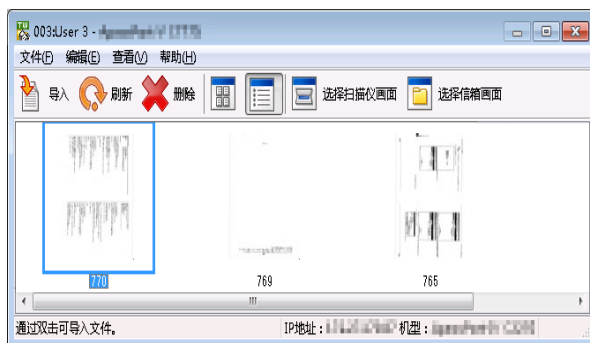 003:User 3 -
文件(F) 编辑(E) 查看(V) 帮助(H)
导入 刷新 删除 选择扫描仪画面 选择信箱画面
770 769 765
通过双击可导入文件。 IP地址： 机型：